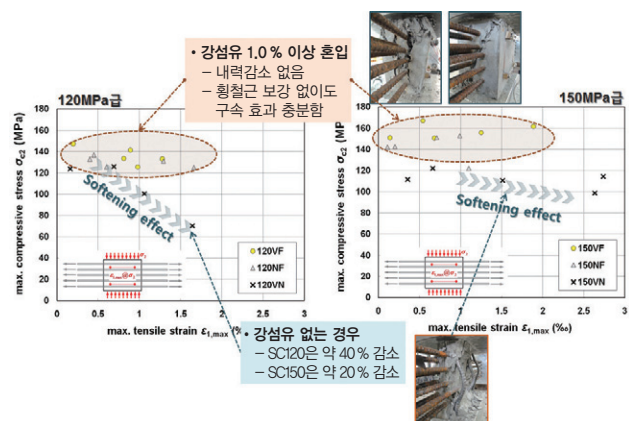 • 강섬유 1.0 % 이상 혼입
– 내력감소 없음
– 횡철근 보강 없이도
구속 효과 충분함
120MPa급
max. compressive stress σc2 (MPa)
180
160
140
120
100
80
60
40
20
0
Softening effect
120VF
120NF
120VN
0
0.5
1
1.5
2
max. tensile strain ε1,max (%
150MPa급
max. compressive stress σc2 (MP
180
160
140
120
100
80
60
40
20
0
Softening effect
150VF
150NF
150VN
0.5
1
1.5
2
2.5
3
max. tensile strain ε1,max (‰)
• 강섬유 없는 경우
– SC120은 약 40 % 감소
– SC150은 약 20 % 감소